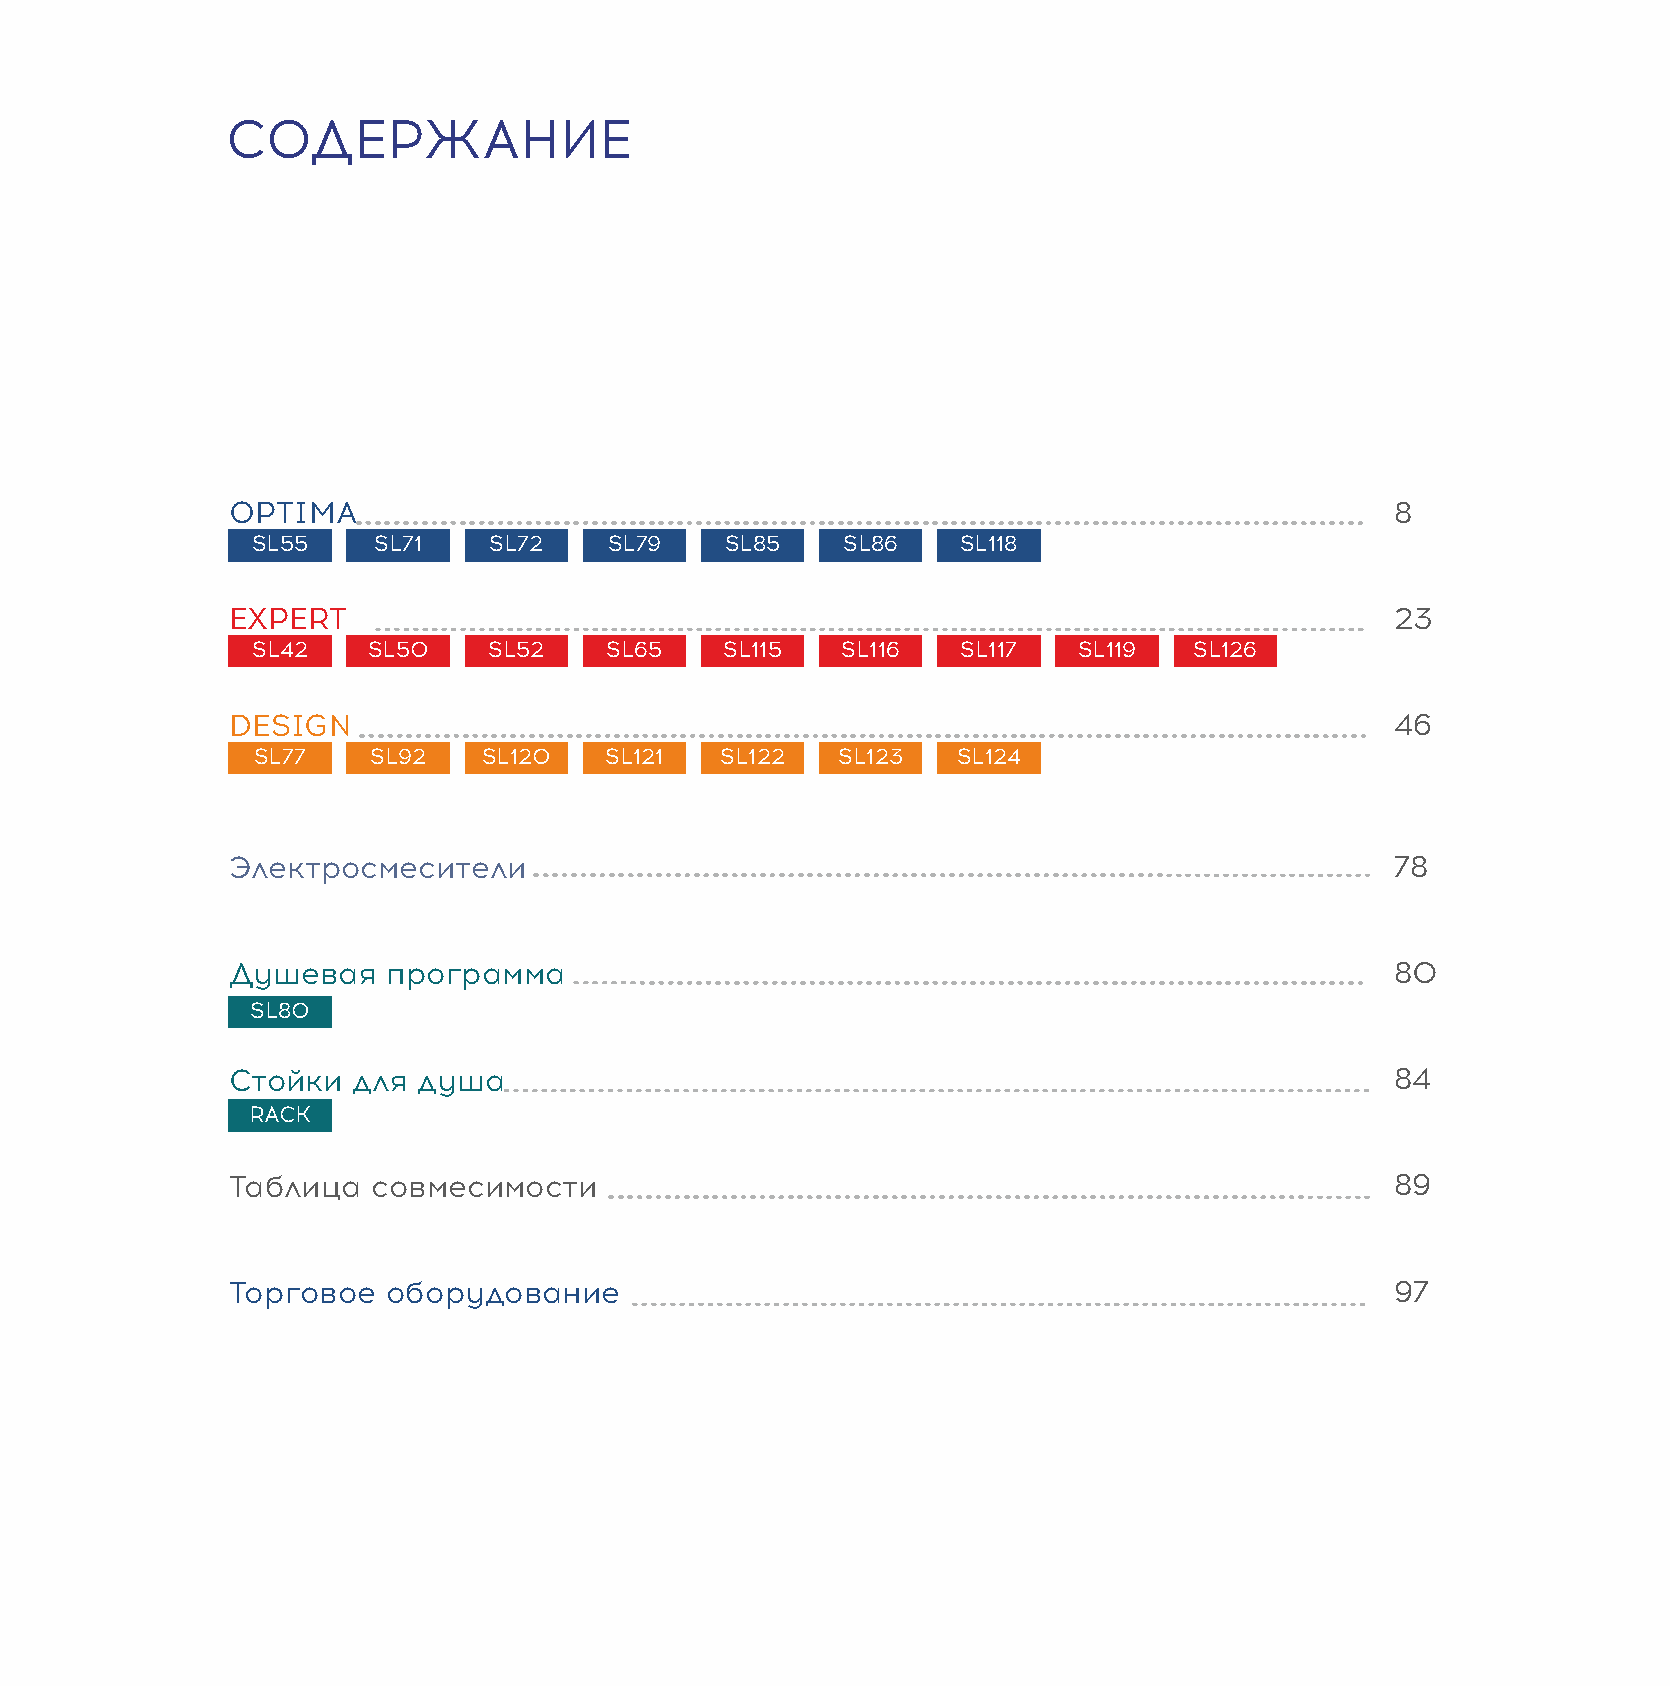 СОДЕРЖАНИЕ
OPTIMA 8
SL55 SL71 SL72 SL79 SL85 SL86 SL118
EXPERT 23
SL42 SL50 SL52 SL65 SL115 SL116 SL117 SL119 SL126
DESIGN 46
SL77 SL92 SL120 SL121 SL122 SL123 SL124
Электросмесители 78
Душевая программа 80
SL80
Стойки для душа 84
RACK
Таблица совмесимости 89
Торговое оборудование 97